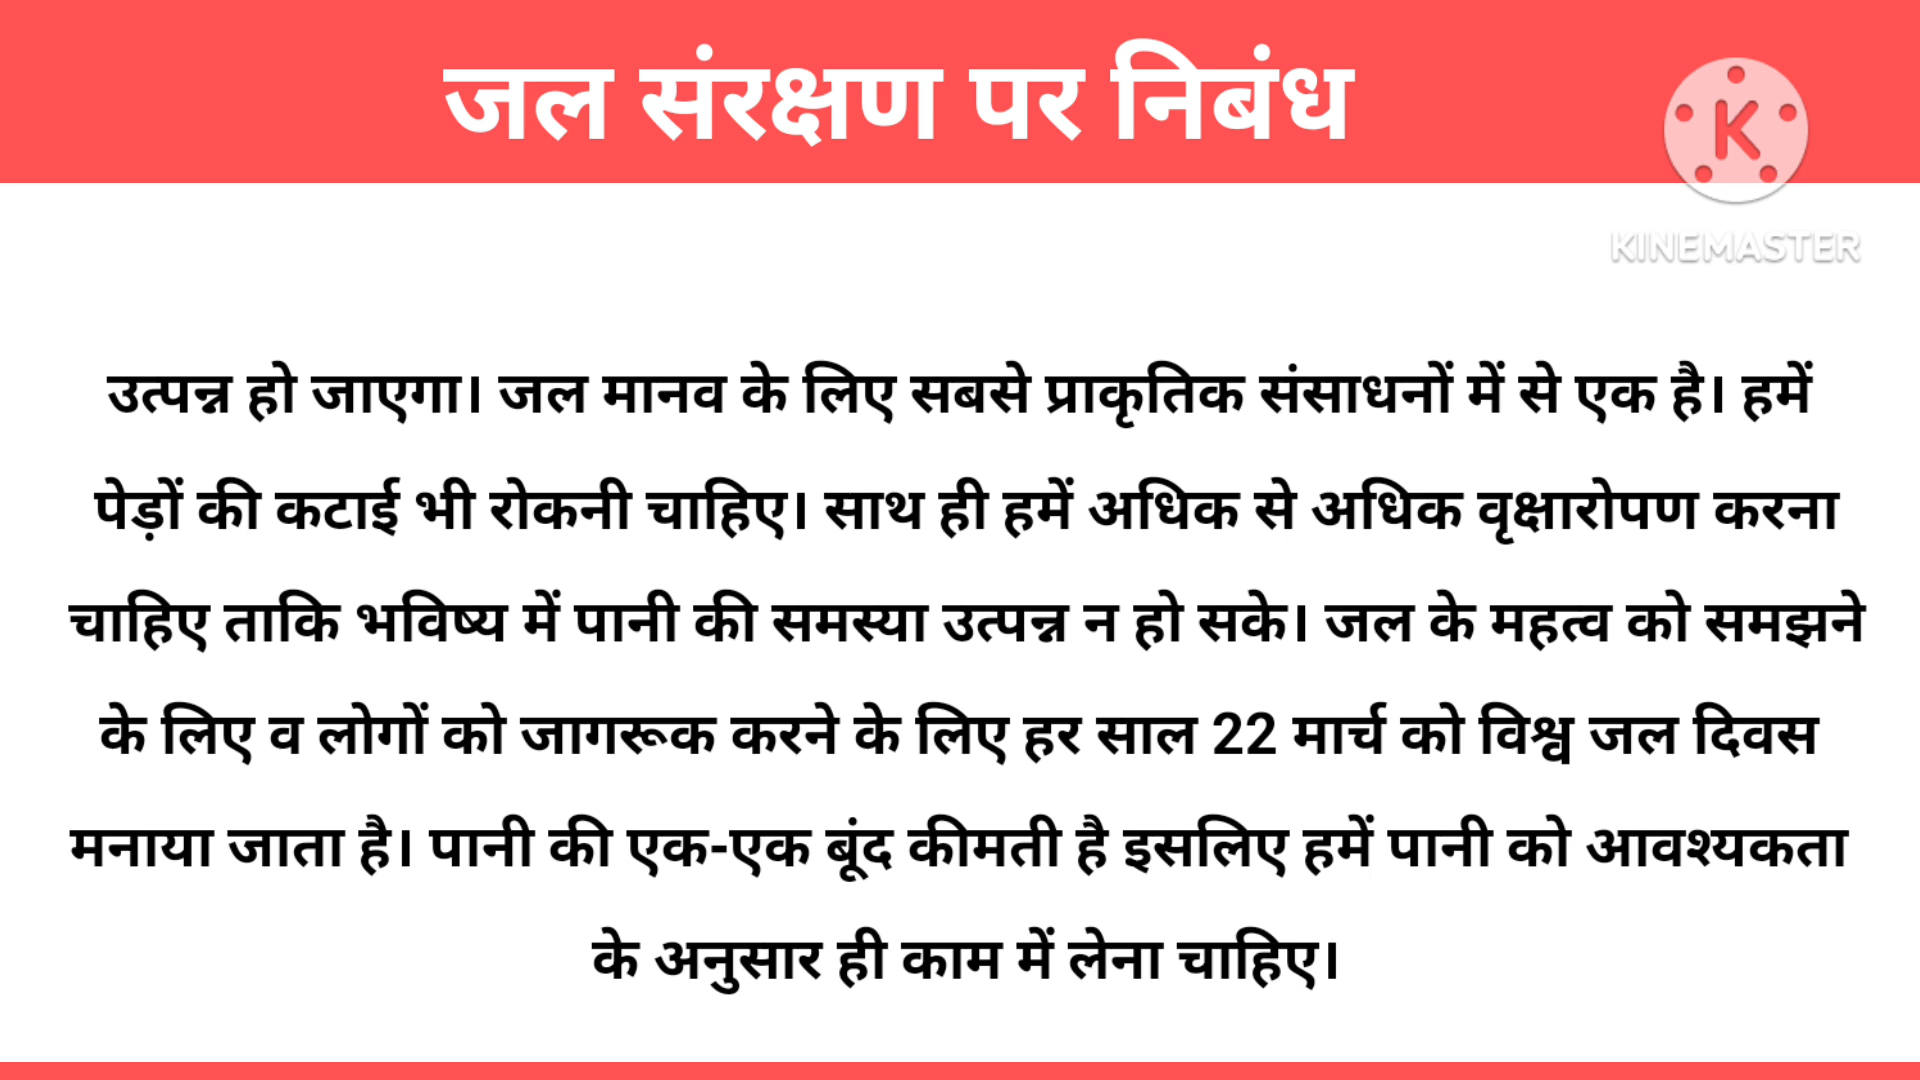 जल संरक्षण पर निबंध
K
KINEMASTER
उत्पन्न हो जाएगा। जल मानव के लिए सबसे प्राकृतिक संसाधनों में से एक है। हमें
पेड़ों की कटाई भी रोकनी चाहिए। साथ ही हमें अधिक से अधिक वृक्षारोपण करना
चाहिए ताकि भविष्य में पानी की समस्या उत्पन्न न हो सके। जल के महत्व को समझने
के लिए व लोगों को जागरूक करने के लिए हर साल 22 मार्च को विश्व जल दिवस
मनाया जाता है। पानी की एक-एक बूंद कीमती है इसलिए हमें पानी को आवश्यकता
के अनुसार ही काम में लेना चाहिए।